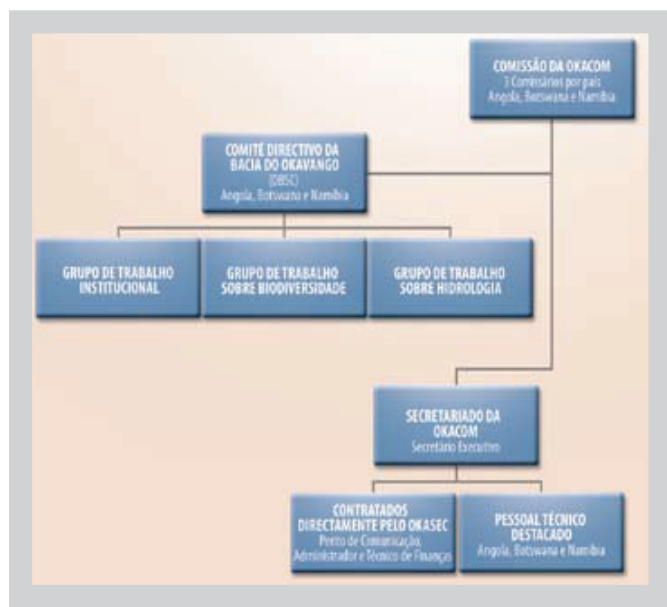 COMISSÃO DA OKACOM
3 Comissários por país
Angola, Botswana e Namíbia
COMITÉ DIRECTIVO DA
BACIA DO OKAVANGO
(OBSC)
Angola, Botswana e Namíbia
GRUPO DE TRABALHO
INSTITUCIONAL
GRUPO DE TRABALHO
SOBRE BIODIVERSIDADE
GRUPO DE TRABALHO
SOBRE HIDROLOGIA
SECRETARIADO DA
OKACOM
Secretário Executivo
CONTRATADOS
DIRECTAMENTE PELO OKASEC
Perito de Comunicação,
Administrador e Técnico de Finanças
PESSOAL TÉCNICO
DESTACADO
Angola, Botswana e Namíbia